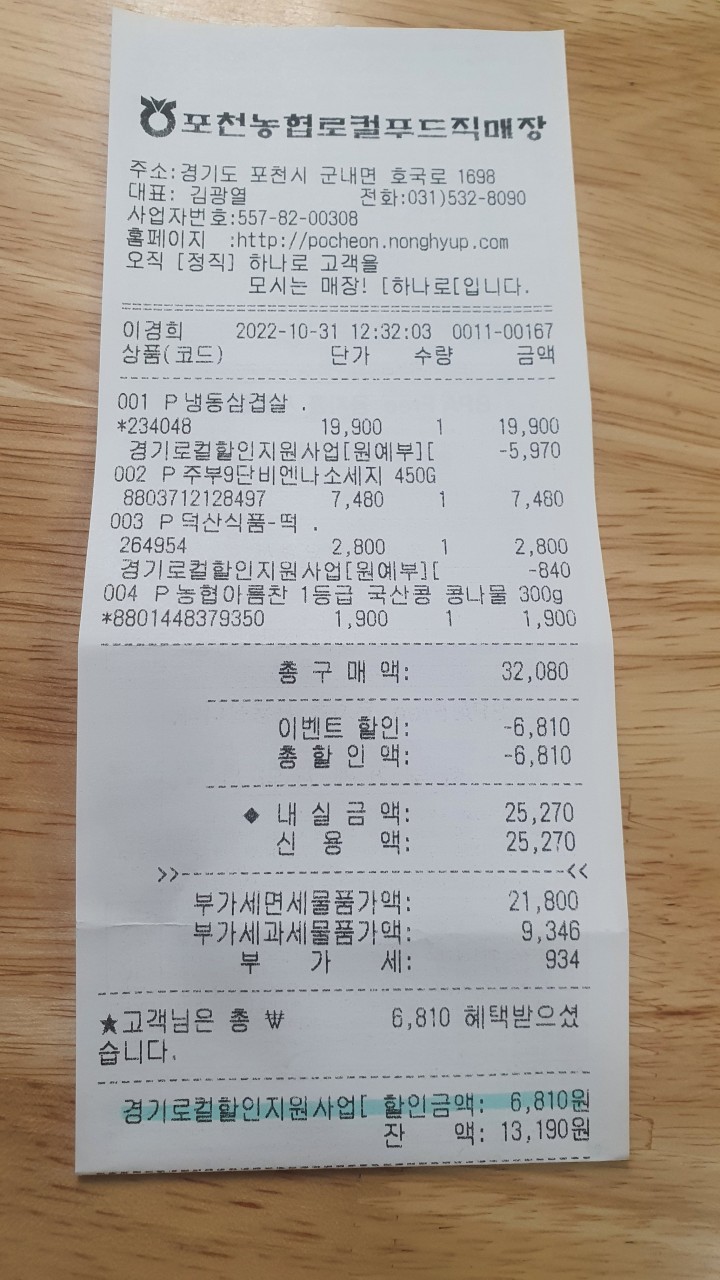 포천농협로컬푸드직매장
주소:경기도 포천시 군내면 호국로 1698
대표: 김광열 전화:031)532-8090
사업자번호:557-82-00308
홈페이지 :http://pocheon.nonghyup.com
오직 [정직] 하나로 고객을
모시는 매장! [하나로[입니다.
이경희 2022-10-31 12:32:03 0011-00167
상품(코드) 단가 수량 금액
001 P 냉동삼겹살 .
*234048 19,900 1 19,900
경기로컬할인지원사업[원예부][ -5,970
002 P 주부9단비엔나소세지 450G
8803712128497 7,480 1 7,480
003 P 덕산식품-떡 .
264954 2,800 1 2,800
경기로컬할인지원사업[원예부][ -840
004 P 농협아름찬 1등급 국산콩 콩나물 300g
*8801448379350 1,900 1 1,900
총 구 매 액: 32,080
이벤트 할인: -6,810
총 할 인 액: -6,810
◆ 내 실 금 액: 25,270
신 용 액: 25,270
>>------------------------------<<
부가세면세물품가액: 21,800
부가세과세물품가액: 9,346
부 가 세: 934
★고객님은 총 ₩ 6,810 혜택받으셨
습니다.
경기로컬할인지원사업[ 할인금액: 6,810원
잔 액: 13,190원